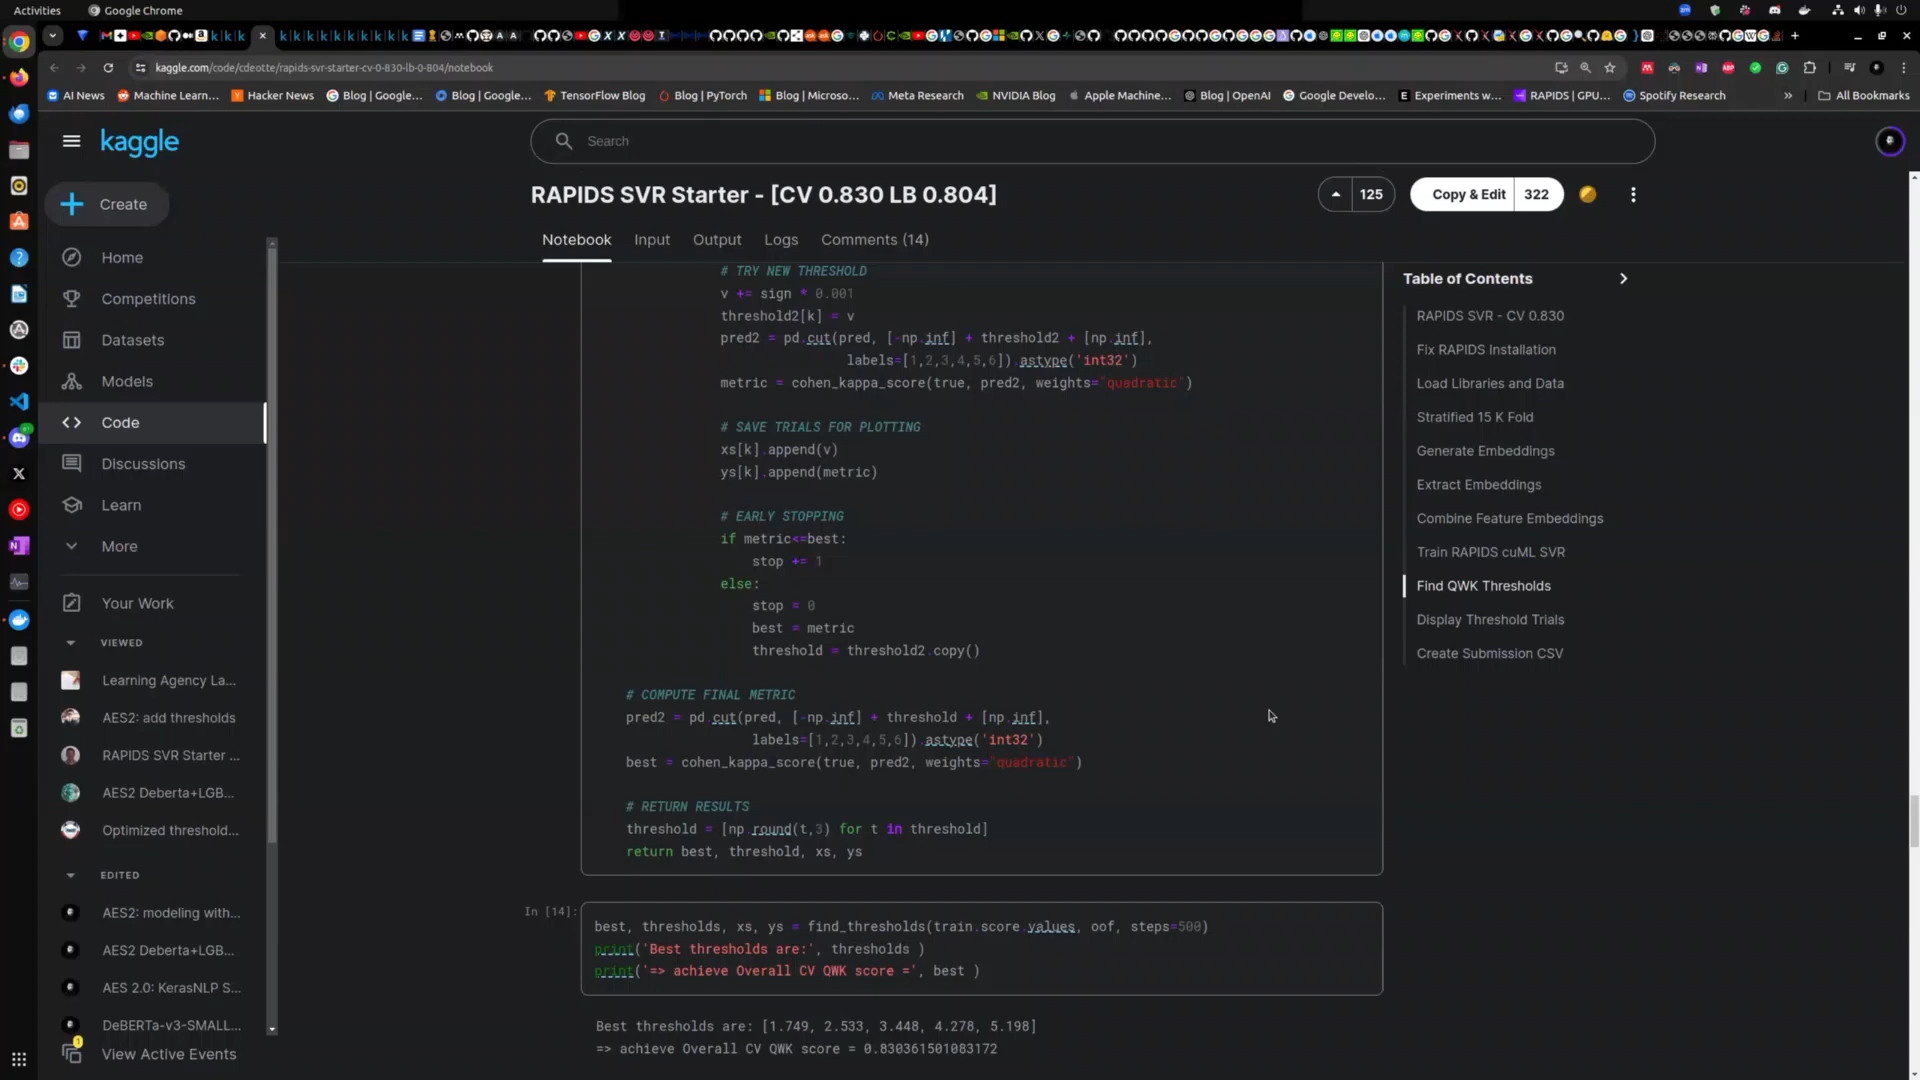 Activities
Google Chrome
kaggle.com/code/cdeotte/rapids-svr-starter-cv-0-830-lb-0-804/notebook
AI News
Machine Learn...
Hacker News
Blog | Google...
Blog | Google...
TensorFlow Blog
Blog | PyTorch
Blog | Microso...
Meta Research
NVIDIA Blog
Apple Machine...
Blog | OpenAI
Google Develo...
Experiments w...
RAPIDS | GPU...
Spotify Research
»
All Bookmarks
kaggle
Search
Create
RAPIDS SVR Starter - [CV 0.830 LB 0.804]
125
Copy & Edit
322
Notebook
Input
Output
Logs
Comments (14)
Home
Competitions
Datasets
Models
Code
Discussions
Learn
More
Your Work
VIEWED
Learning Agency La...
AES2: add thresholds
RAPIDS SVR Starter ...
AES2 Deberta+LGB...
Optimized threshold...
EDITED
AES2: modeling with...
AES2 Deberta+LGB...
AES 2.0: KerasNLP S...
DeBERTa-v3-SMALL...
View Active Events
# TRY NEW THRESHOLD
v += sign * 0.001
threshold2[k] = v
pred2 = pd.cut(pred, [-np.inf] + threshold2 + [np.inf],
labels=[1,2,3,4,5,6]).astype('int32')
metric = cohen_kappa_score(true, pred2, weights="quadratic")
# SAVE TRIALS FOR PLOTTING
xs[k].append(v)
ys[k].append(metric)
# EARLY STOPPING
if metric<=best:
stop += 1
else:
stop = 0
best = metric
threshold = threshold2.copy()
# COMPUTE FINAL METRIC
pred2 = pd.cut(pred, [-np.inf] + threshold + [np.inf],
labels=[1,2,3,4,5,6]).astype('int32')
best = cohen_kappa_score(true, pred2, weights="quadratic")
# RETURN RESULTS
threshold = [np.round(t,3) for t in threshold]
return best, threshold, xs, ys
In [14]:
best, thresholds, xs, ys = find_thresholds(train.score.values, oof, steps=500)
print('Best thresholds are:', thresholds )
print('=> achieve Overall CV QWK score =', best )
Best thresholds are: [1.749, 2.533, 3.448, 4.278, 5.198]
=> achieve Overall CV QWK score = 0.830361501083172
Table of Contents
RAPIDS SVR - CV 0.830
Fix RAPIDS Installation
Load Libraries and Data
Stratified 15 K Fold
Generate Embeddings
Extract Embeddings
Combine Feature Embeddings
Train RAPIDS cuML SVR
Find QWK Thresholds
Display Threshold Trials
Create Submission CSV